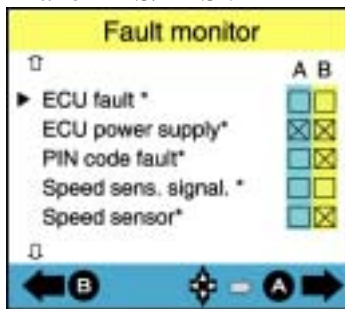 Fault monitor
A B
ECU fault *
ECU power supply*
PIN code fault*
Speed sens. signal. *
Speed sensor*
B A